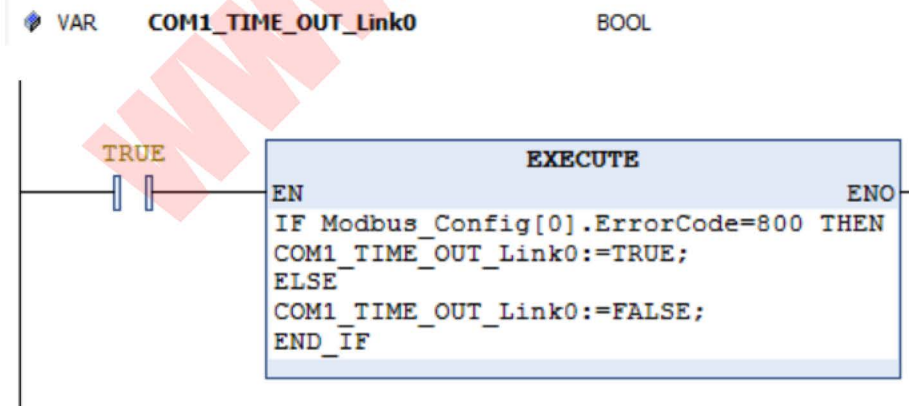 VAR COM1_TIME_OUT_Link0 BOOL
TRUE
EXECUTE
EN ENO
IF Modbus_Config[0].ErrorCode=800 THEN
COM1_TIME_OUT_Link0:=TRUE;
ELSE
COM1_TIME_OUT_Link0:=FALSE;
END_IF